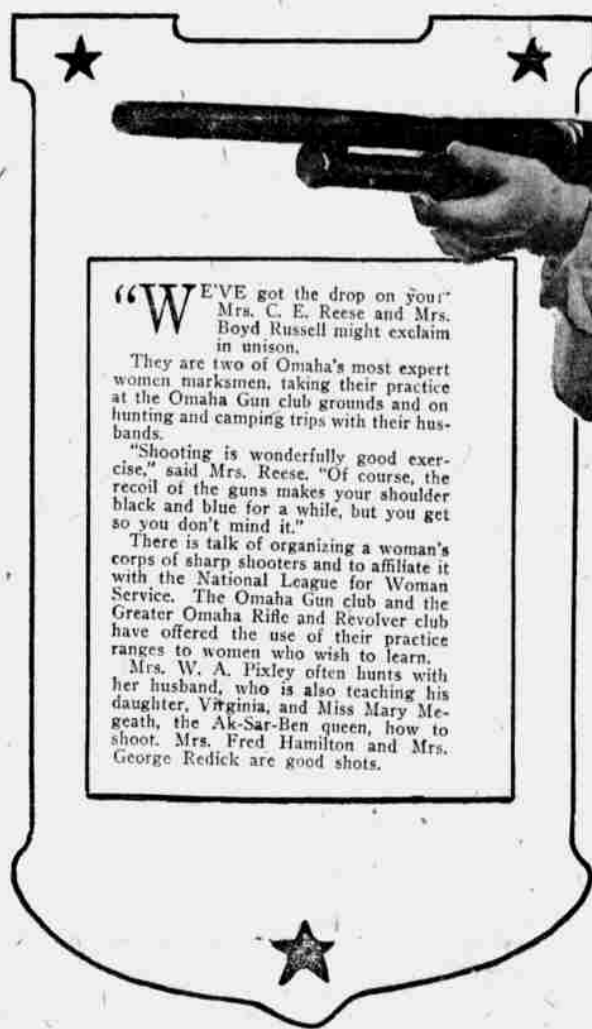 “WE'VE got the drop on your"
Mrs. C. E. Reese and Mrs.
Boyd Russell might exclaim
in unison.
They are two of Omaha's most expert
women marksmen, taking their practice
at the Omaha Gun club grounds and on
hunting and camping trips with their hus-
bands.
"Shooting is wonderfully good exer-
cise," said Mrs. Reese. "Of course, the
recoil of the guns makes your shoulder
black and blue for a while, but you get
so you don't mind it."
There is talk of organizing a woman's
corps of sharp shooters and to affiliate it
with the National League for Woman
Service. The Omaha Gun club and the
Greater Omaha Rifle and Revolver club
have offered the use of their practice
ranges to women who wish to learn.
Mrs. W. A. Pixley often hunts with
her husband, who is also teaching his
daughter, Virginia, and Miss Mary Me-
geath, the Ak-Sar-Ben queen, how to
shoot. Mrs. Fred Hamilton and Mrs.
George Redick are good shots.